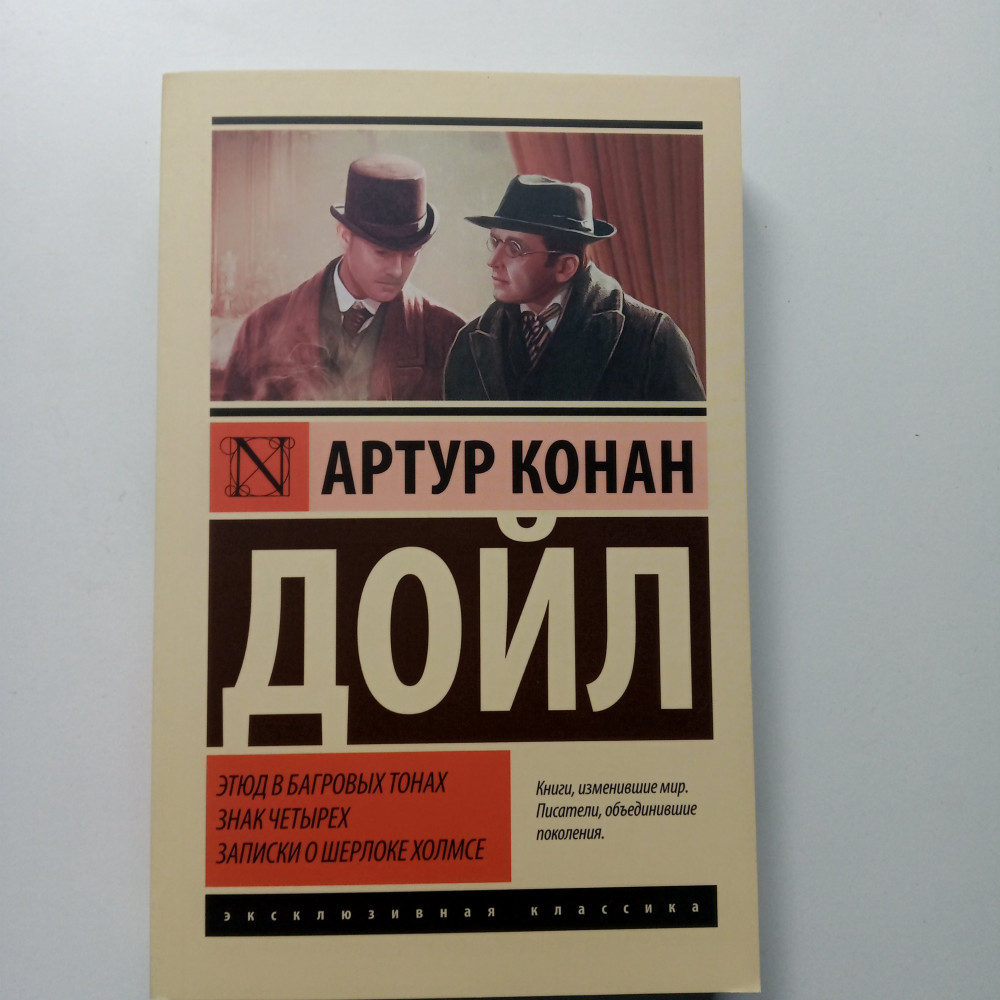 N
АРТУР КОНАН
ДОЙЛ
ЭТЮД В БАГРОВЫХ ТОНАХ
ЗНАК ЧЕТЫРЕХ
ЗАПИСКИ О ШЕРЛОКЕ ХОЛМСЕ
Книги, изменившие мир.
Писатели, объединившие
поколения.
эксклюзивная классика